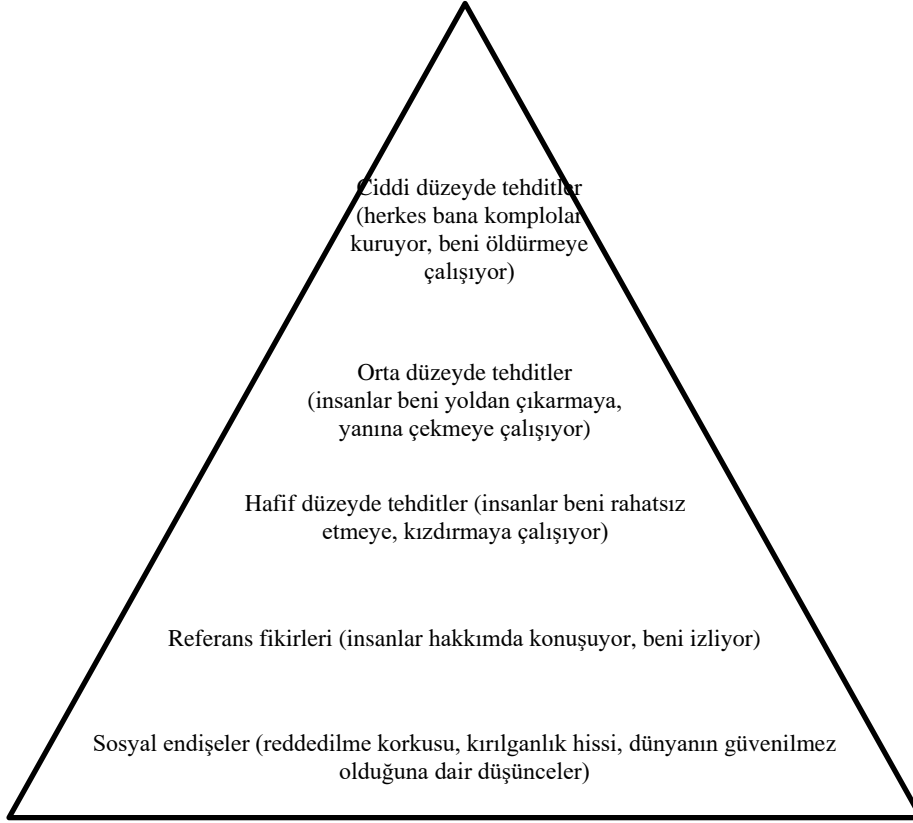 Ciddi düzeyde tehditler
(herkes bana komplolar
kuruyor, beni öldürmeye
çalışıyor)
Orta düzeyde tehditler
(insanlar beni yoldan çıkarmaya,
yanına çekmeye çalışıyor)
Hafif düzeyde tehditler (insanlar beni rahatsız
etmeye, kızdırmaya çalışıyor)
Referans fikirleri (insanlar hakkımda konuşuyor, beni izliyor)
Sosyal endişeler (reddedilme korkusu, kırılganlık hissi, dünyanın güvenilmez
olduğuna dair düşünceler)